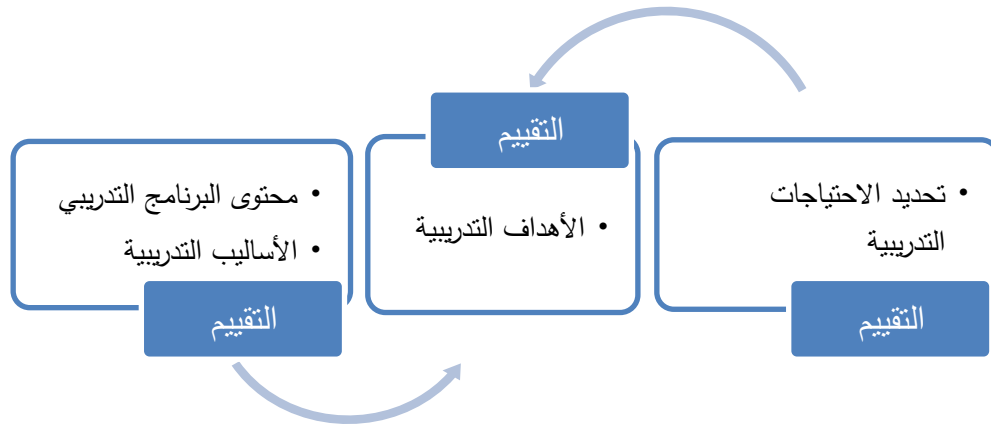 • تحديد الاحتياجات
التدريبية
التقييم
التقييم
• الأهداف التدريبية
• محتوى البرنامج التدريبي
• الأساليب التدريبية
التقييم